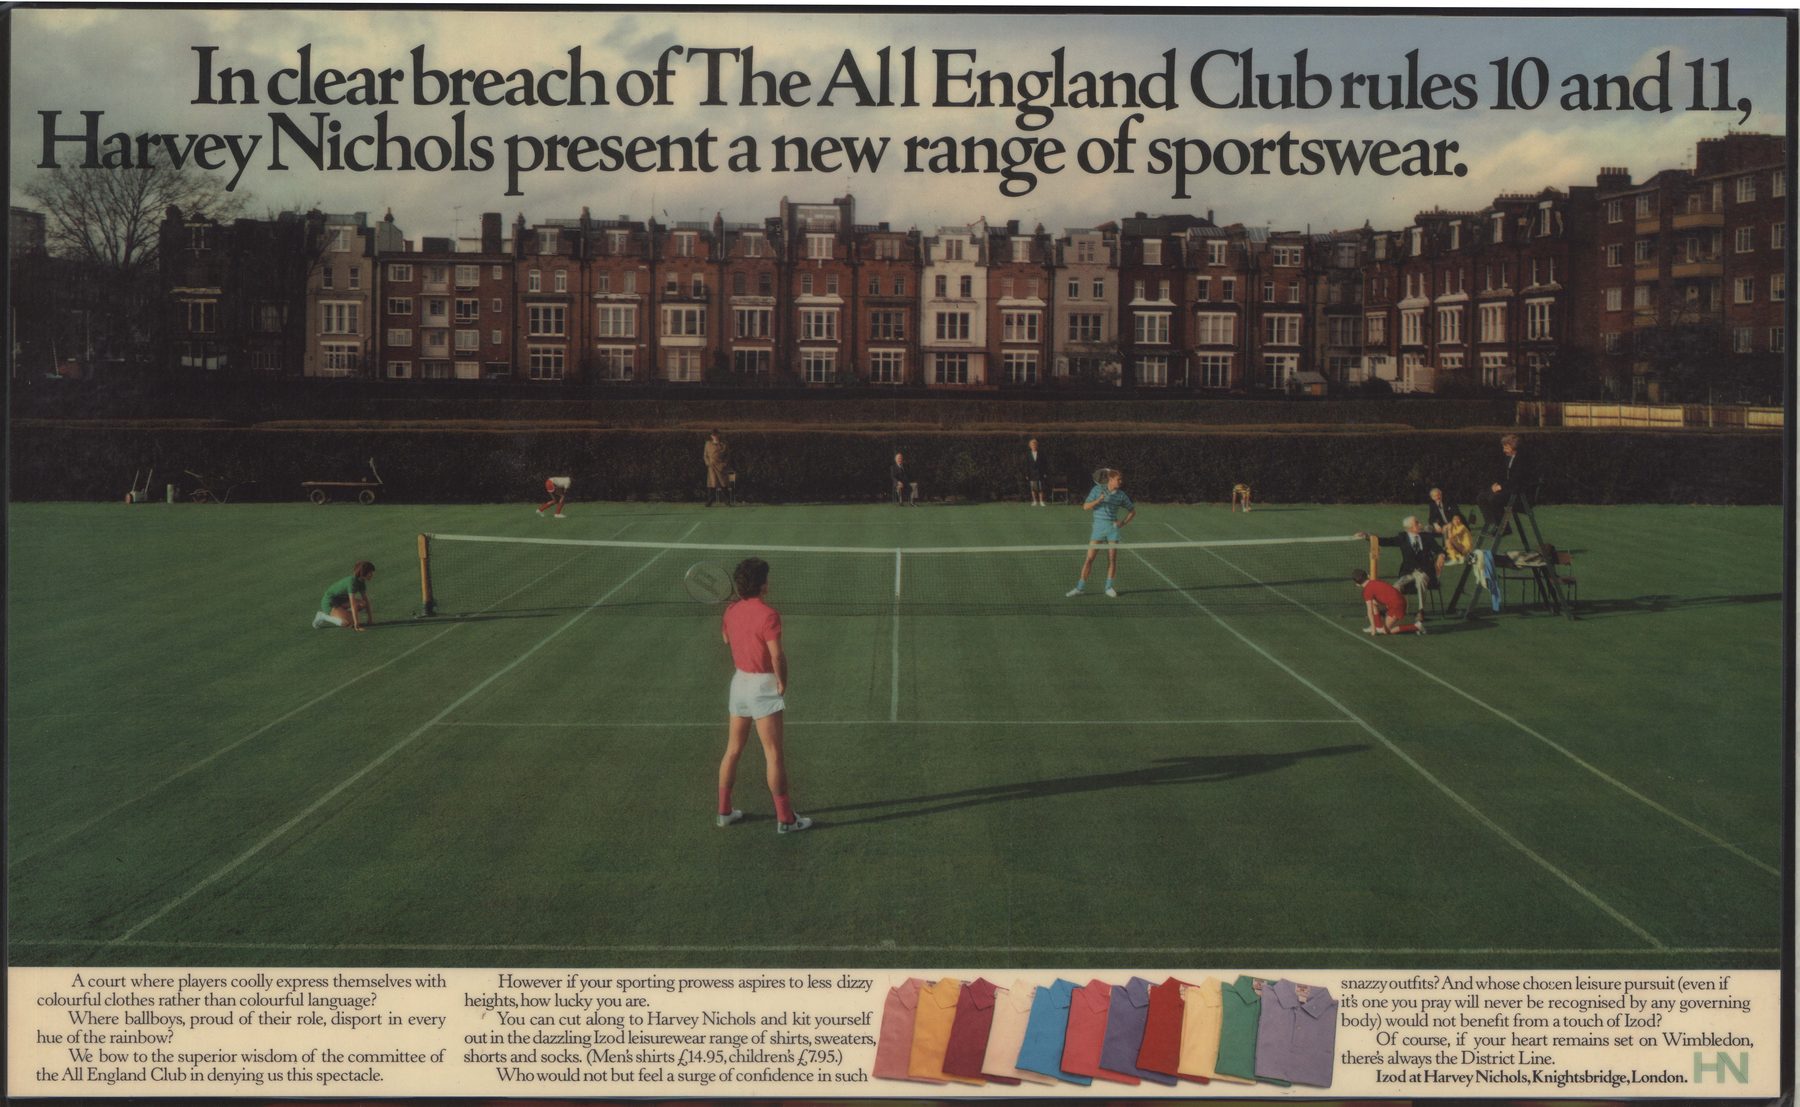 In clear breach of The All England Club rules 10 and 11,
Harvey Nichols present a new range of sportswear.
A court where players coolly express themselves with
colourful clothes rather than colourful language?
Where ballboys, proud of their role, disport in every
hue of the rainbow?
We bow to the superior wisdom of the committee of
the All England Club in denying us this spectacle.
However if your sporting prowess aspires to less dizzy
heights, how lucky you are.
You can cut along to Harvey Nichols and kit yourself
out in the dazzling Izod leisurewear range of shirts, sweaters,
shorts and socks. (Men's shirts £14.95, children's £7.95.)
Who would not but feel a surge of confidence in such
snazzy outfits? And whose chosen leisure pursuit (even if
it's one you pray will never be recognised by any governing
body) would not benefit from a touch of Izod?
Of course, if your heart remains set on Wimbledon,
there's always the District Line.
Izod at Harvey Nichols, Knightsbridge, London.
HN